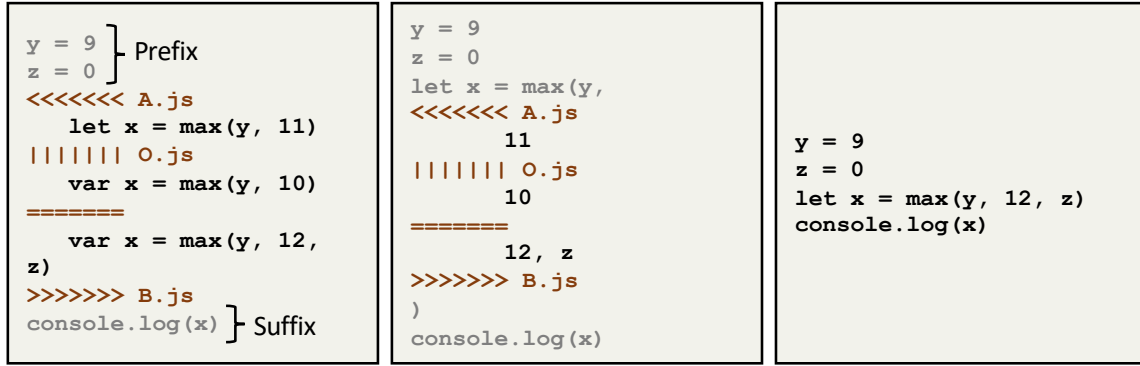 y = 9
z = 0
Prefix
<<<<<<< A.js
let x = max(y, 11)
||||||| O.js
var x = max(y, 10)
=======
var x = max(y, 12,
z)
>>>>>>> B.js
console.log(x)
Suffix
y = 9
z = 0
let x = max(y,
<<<<<<< A.js
11
||||||| O.js
10
=======
12, z
>>>>>>> B.js
)
console.log(x)
y = 9
z = 0
let x = max(y, 12, z)
console.log(x)